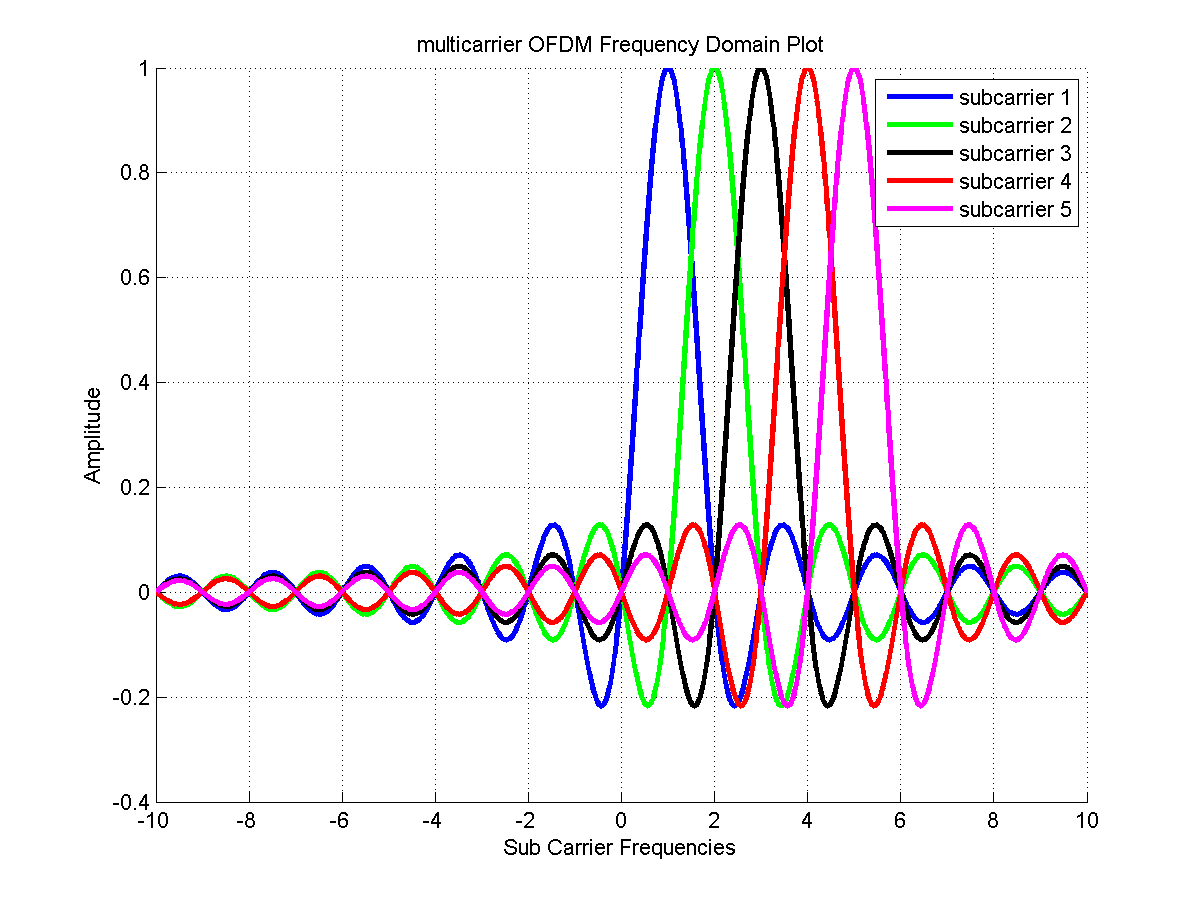 multicarrier OFDM Frequency Domain Plot
1
0.8
0.6
0.4
0.2
0
-0.2
-0.4
Amplitude
subcarrier 1
subcarrier 2
subcarrier 3
subcarrier 4
subcarrier 5
-10 -8 -6 -4 -2 0 2 4 6 8 10
Sub Carrier Frequencies